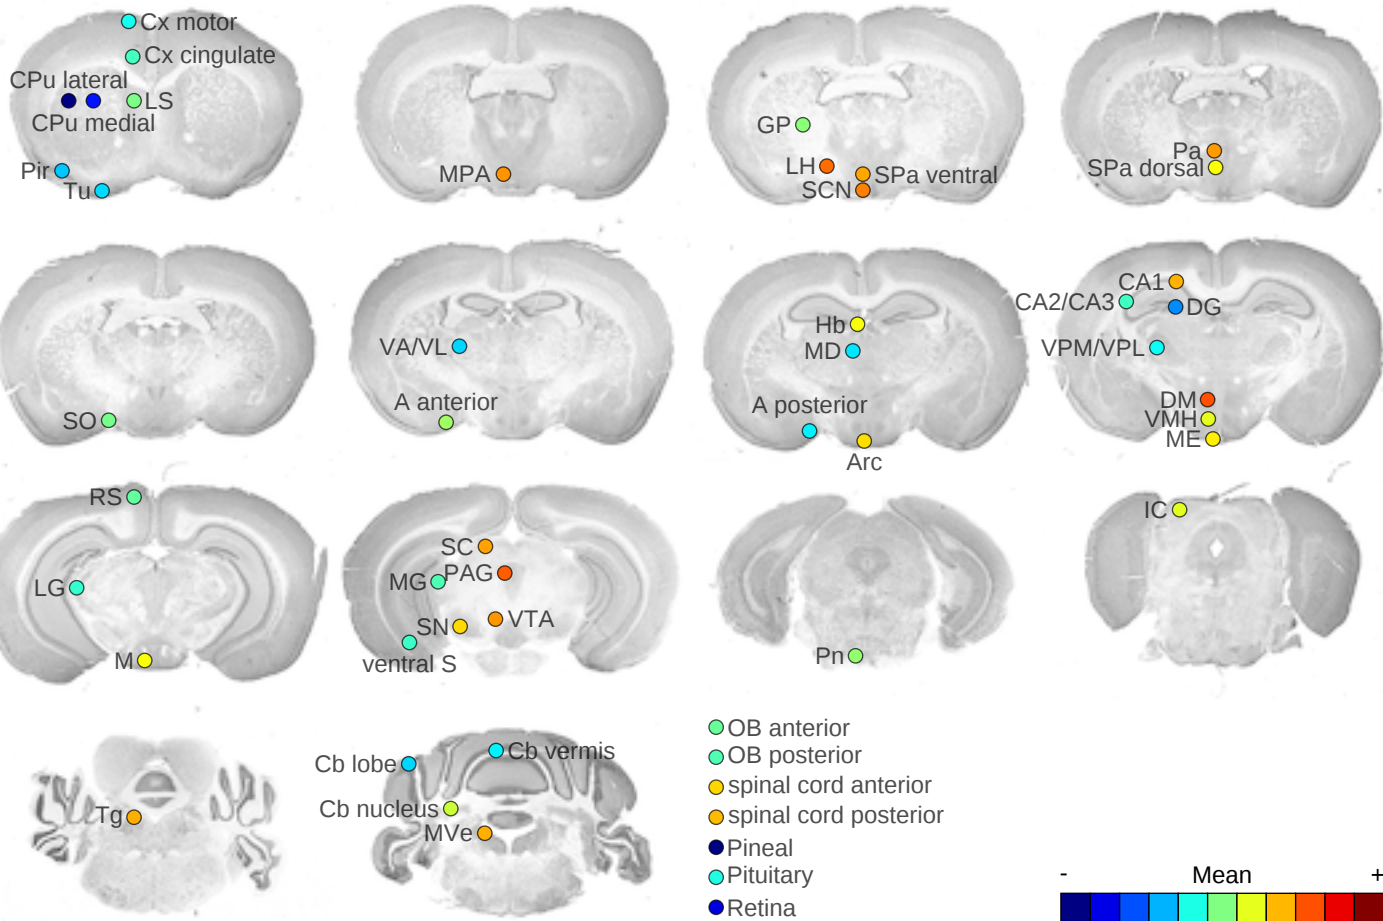 Cx motor
Cx cingulate
CPu lateral
LS
CPu medial
Pir
Tu
MPA
GP
LH
SPa ventral
SCN
Pa
SPa dorsal
SO
VA/VL
A anterior
Hb
MD
A posterior
Arc
CA1
CA2/CA3
DG
VPM/VPL
DM
VMH
ME
RS
LG
M
SC
MG
PAG
SN
VTA
ventral S
Pn
IC
Tg
Cb lobe
Cb vermis
Cb nucleus
MVe
OB anterior
OB posterior
spinal cord anterior
spinal cord posterior
Pineal
Pituitary
Retina
- Mean +